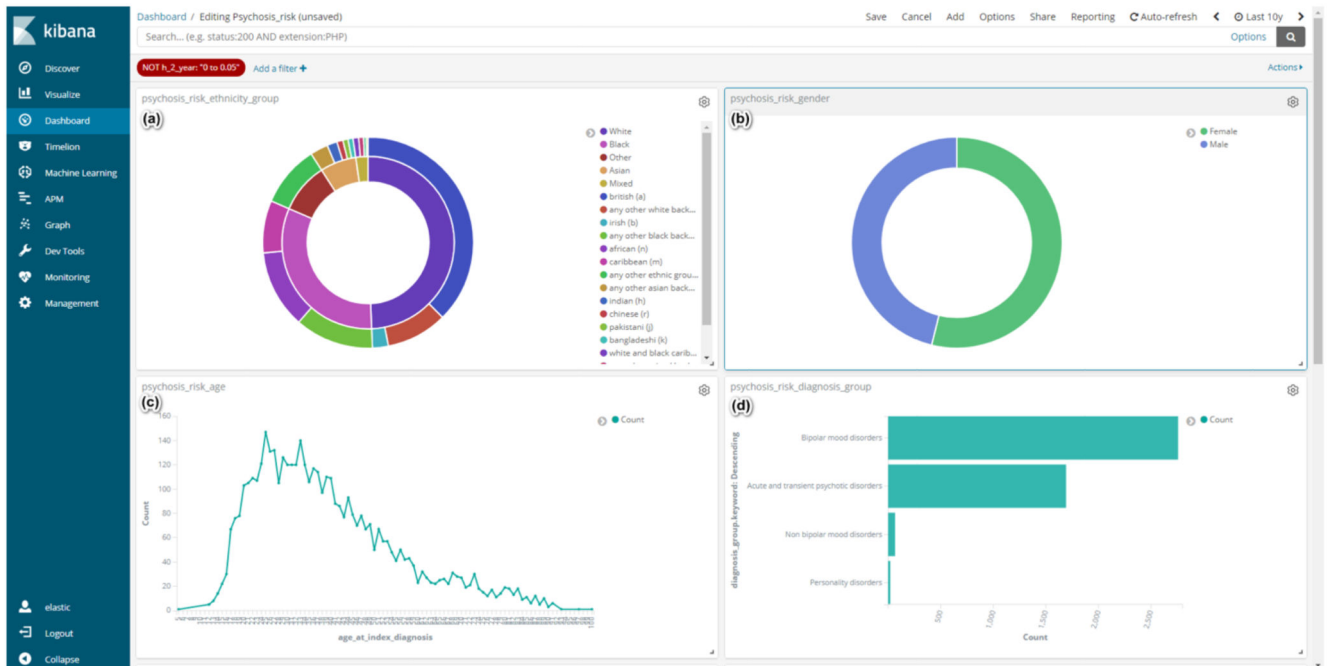 kibana
Discover
Visualize
Dashboard
Timelion
Machine Learning
APM
Graph
Dev Tools
Monitoring
Management
elastic
Logout
Collapse
Dashboard / Editing Psychosis_risk (unsaved)
Save Cancel Add Options Share Reporting Auto-refresh Last 10y
Search... (e.g. status:200 AND extension:PHP)
Options
NOT h_2_year: "0 to 0.05" Add a filter +
Actions
psychosis_risk_ethnicity_group
(a)
White
Black
Other
Asian
Mixed
british (a)
any other white back...
irish (b)
any other black back...
african (n)
caribbean (m)
any other ethnic grou...
any other asian back...
indian (h)
chinese (r)
pakistani (j)
bangladeshi (k)
white and black carib...
psychosis_risk_gender
(b)
Female
Male
psychosis_risk_age
(c)
160
140
120
100
80
60
40
20
0
Count
age_at_index_diagnosis
Count
psychosis_risk_diagnosis_group
(d)
diagnosis_group.keyword: Descending
Bipolar mood disorders
Acute and transient psychotic disorders
Non bipolar mood disorders
Personality disorders
500
1,000
1,500
2,000
2,500
Count
Count